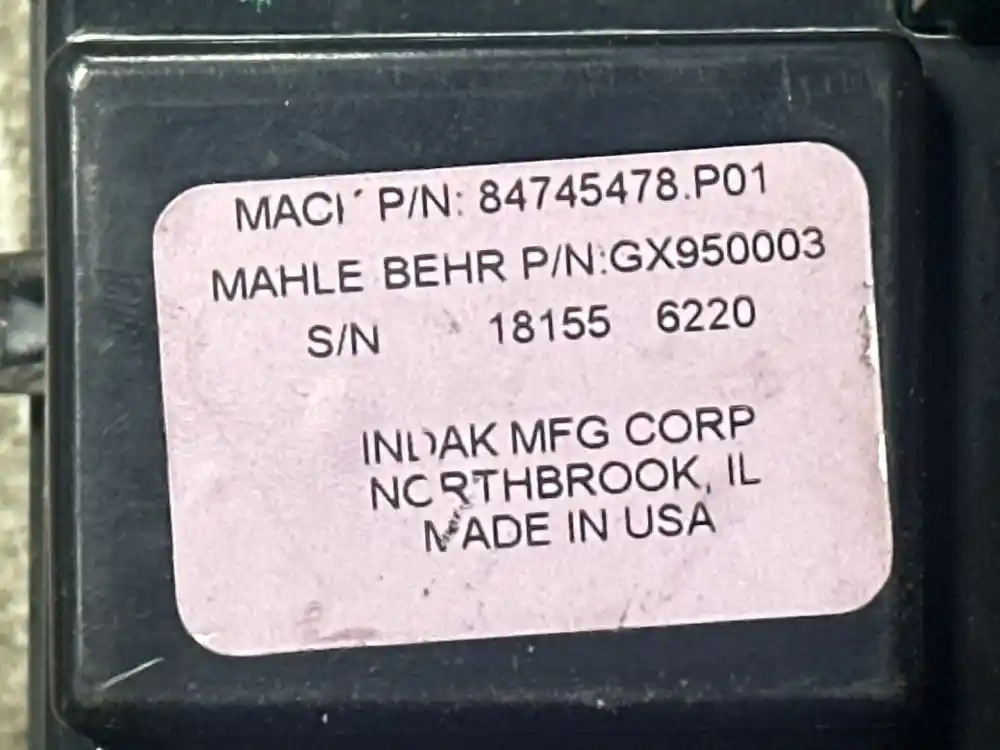 MACK P/N: 84745478.P01
MAHLE BEHR P/N:GX950003
S/N 18155 6220
INDAK MFG CORP
NORTHBROOK, IL
MADE IN USA